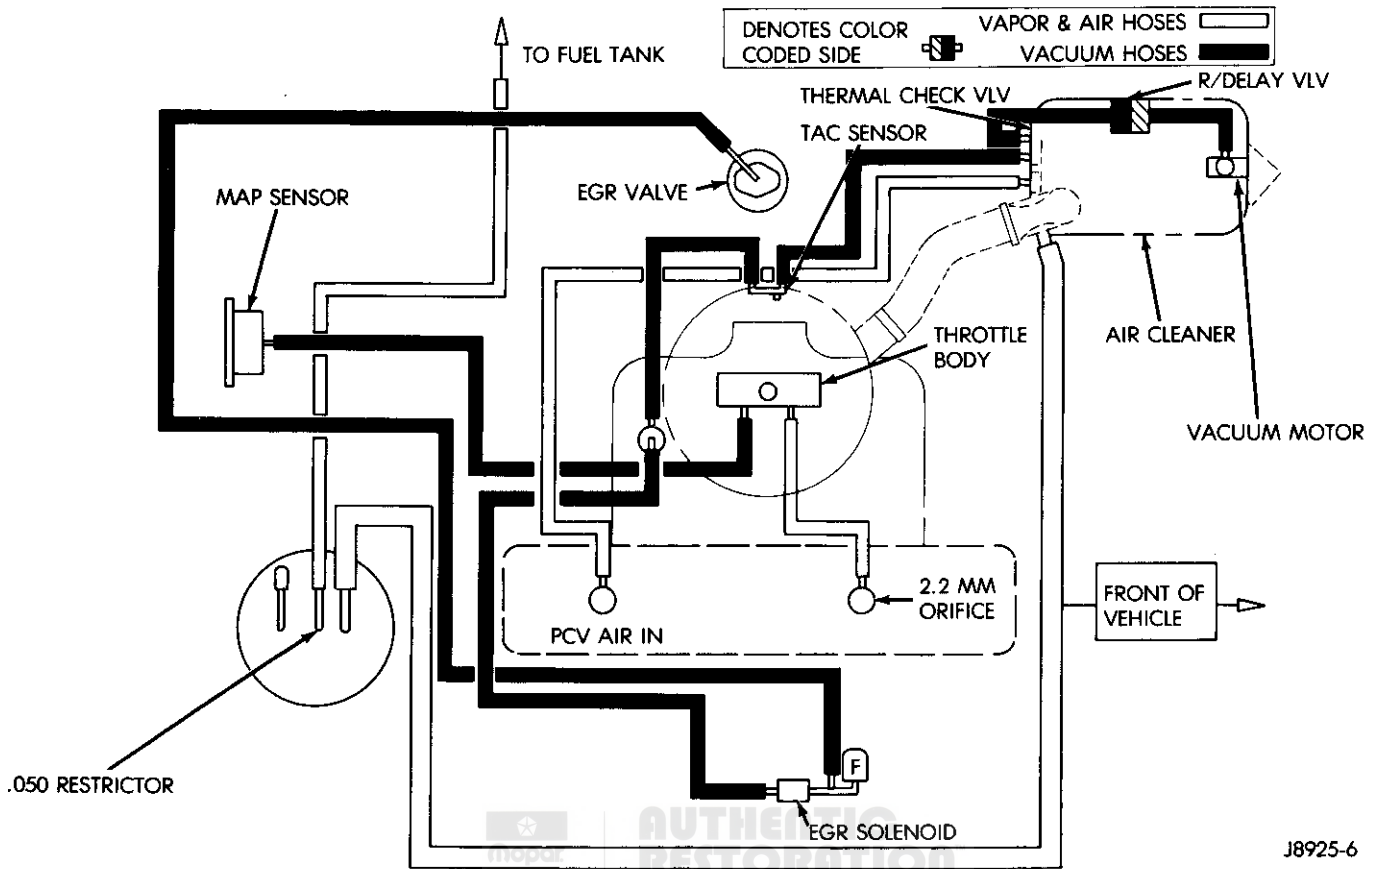 DENOTES COLOR
CODED SIDE
VAPOR & AIR HOSES
VACUUM HOSES
TO FUEL TANK
R/DELAY VLV
THERMAL CHECK VLV
TAC SENSOR
EGR VALVE
MAP SENSOR
THROTTLE
BODY
AIR CLEANER
VACUUM MOTOR
2.2 MM
ORIFICE
FRONT OF
VEHICLE
PCV AIR IN
.050 RESTRICTOR
F
EGR SOLENOID
Mopar
AUTHENTIC
RESTORATION
J8925-6